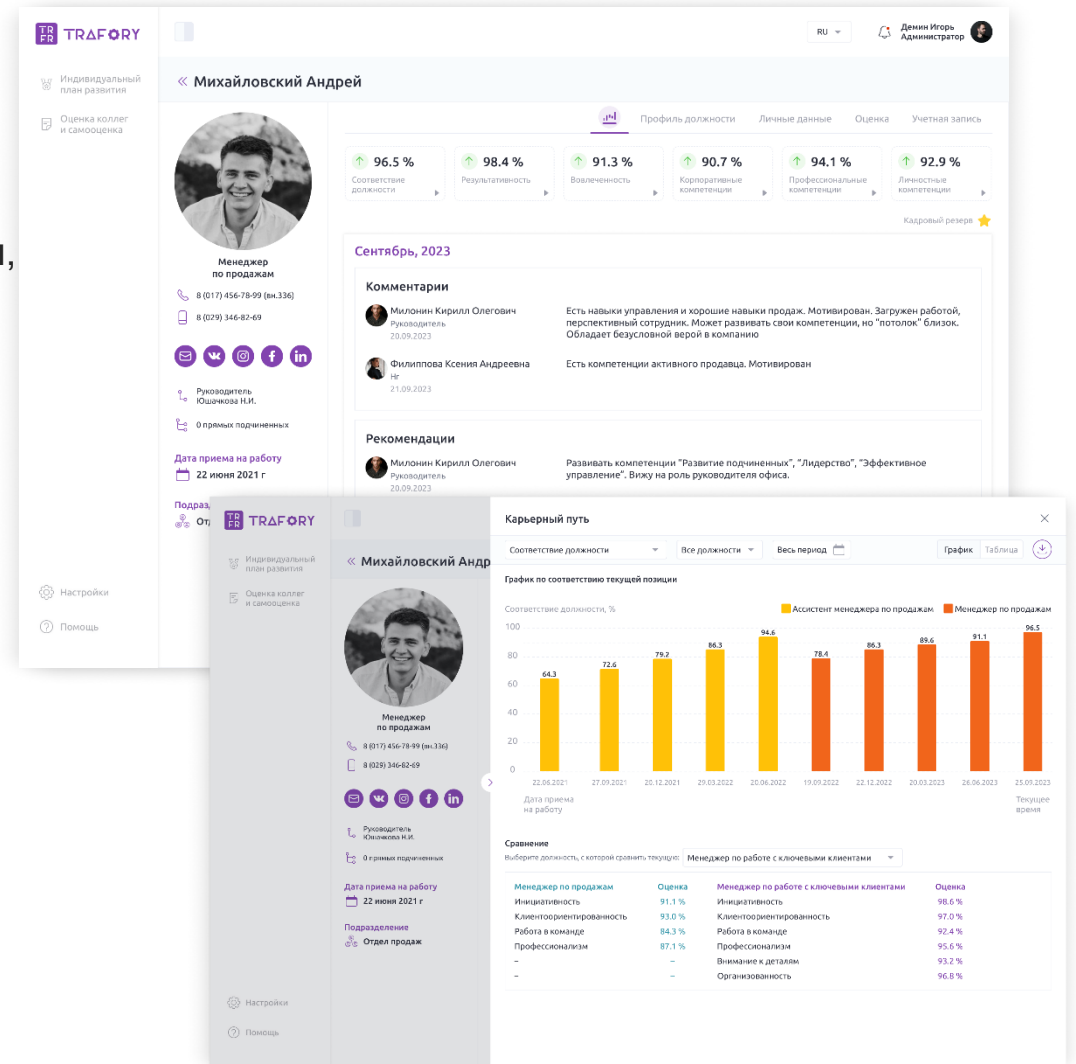 TR
FR TRAFORY
RU
Демин Игорь
Администратор
Индивидуальный
план развития
Оценка коллег
и самооценка
Михайловский Андрей
Профиль должности Личные данные Оценка Учетная запись
96.5 % 98.4 % 91.3 % 90.7 % 94.1 % 92.9 %
Соответствие
должности
Результативность
Вовлеченность
Корпоративные
компетенции
Профессиональные
компетенции
Личностные
компетенции
Кадровый резерв
Менеджер
по продажам
8 (017) 456-78-99 (вн.336)
8 (029) 346-82-69
Руководитель
Юшачкова Н.И.
0 прямых подчиненных
Дата приема на работу
22 июня 2021 г
Подраз
От
Настройки
Помощь
Сентябрь, 2023
Комментарии
Милонин Кирилл Олегович
Руководитель
20.09.2023
Есть навыки управления и хорошие навыки продаж. Мотивирован. Загружен работой,
перспективный сотрудник. Может развивать свои компетенции, но "потолок" близок.
Обладает безусловной верой в компанию
Филиппова Ксения Андреевна
Hr
21.09.2023
Есть компетенции активного продавца. Мотивирован
Рекомендации
Милонин Кирилл Олегович
Руководитель
20.09.2023
Развивать компетенции "Развитие подчиненных", "Лидерство", "Эффективное
управление". Вижу на роль руководителя офиса.
TR
FR TRAFORY
Индивидуальный
план развития
Оценка коллег
и самооценка
Михайловский Андр
Менеджер
по продажам
8 (017) 456-78-99 (вн.336)
8 (029) 346-82-69
Руководитель
Юшачкова Н.И.
0 прямых подчиненных
Дата приема на работу
22 июня 2021 г
Подразделение
Отдел продаж
Настройки
Помощь
Карьерный путь
Соответствие должности Все должности Весь период График Таблица
График по соответствию текущей позиции
Соответствие должности, % Ассистент менеджера по продажам Менеджер по продажам
100
80
60
40
20
0
64.3 72.6 79.2 86.3 94.6 78.4 86.3 89.6 91.1 96.5
22.06.2021 27.09.2021 20.12.2021 29.03.2022 20.06.2022 19.09.2022 22.12.2022 20.03.2023 26.06.2023 25.09.2023
Дата приема
на работу
Текущее
время
Сравнение
Выберите должность, с которой сравнить текущую: Менеджер по работе с ключевыми клиентами
Менеджер по продажам Оценка Менеджер по работе с ключевыми клиентами Оценка
Инициативность 91.1 % Инициативность 98.6 %
Клиентоориентированность 93.0 % Клиентоориентированность 97.0 %
Работа в команде 84.3 % Работа в команде 92.4 %
Профессионализм 87.1 % Профессионализм 95.6 %
– – Внимание к деталям 93.2 %
– – Организованность 96.8 %